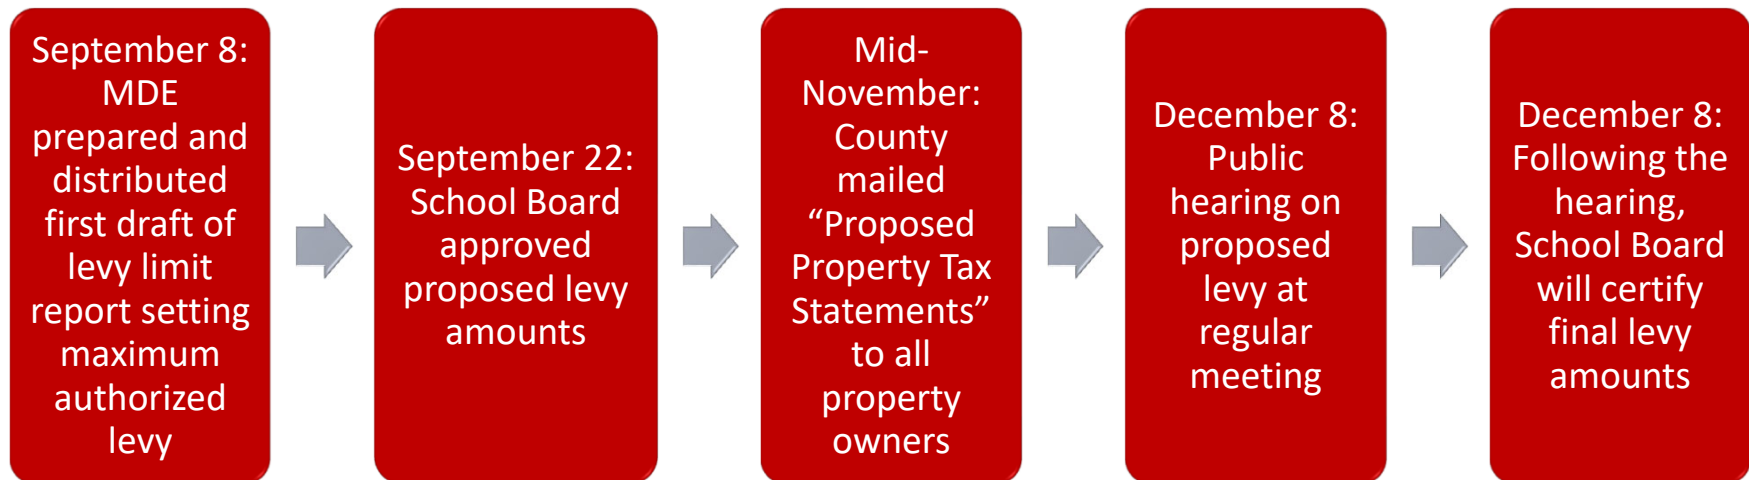 September 8:
MDE
prepared and
distributed
first draft of
levy limit
report setting
maximum
authorized
levy
September 22:
School Board
approved
proposed levy
amounts
Mid-
November:
County
mailed
“Proposed
Property Tax
Statements”
to all
property
owners
December 8:
Public
hearing on
proposed
levy at
regular
meeting
December 8:
Following the
hearing,
School Board
will certify
final levy
amounts